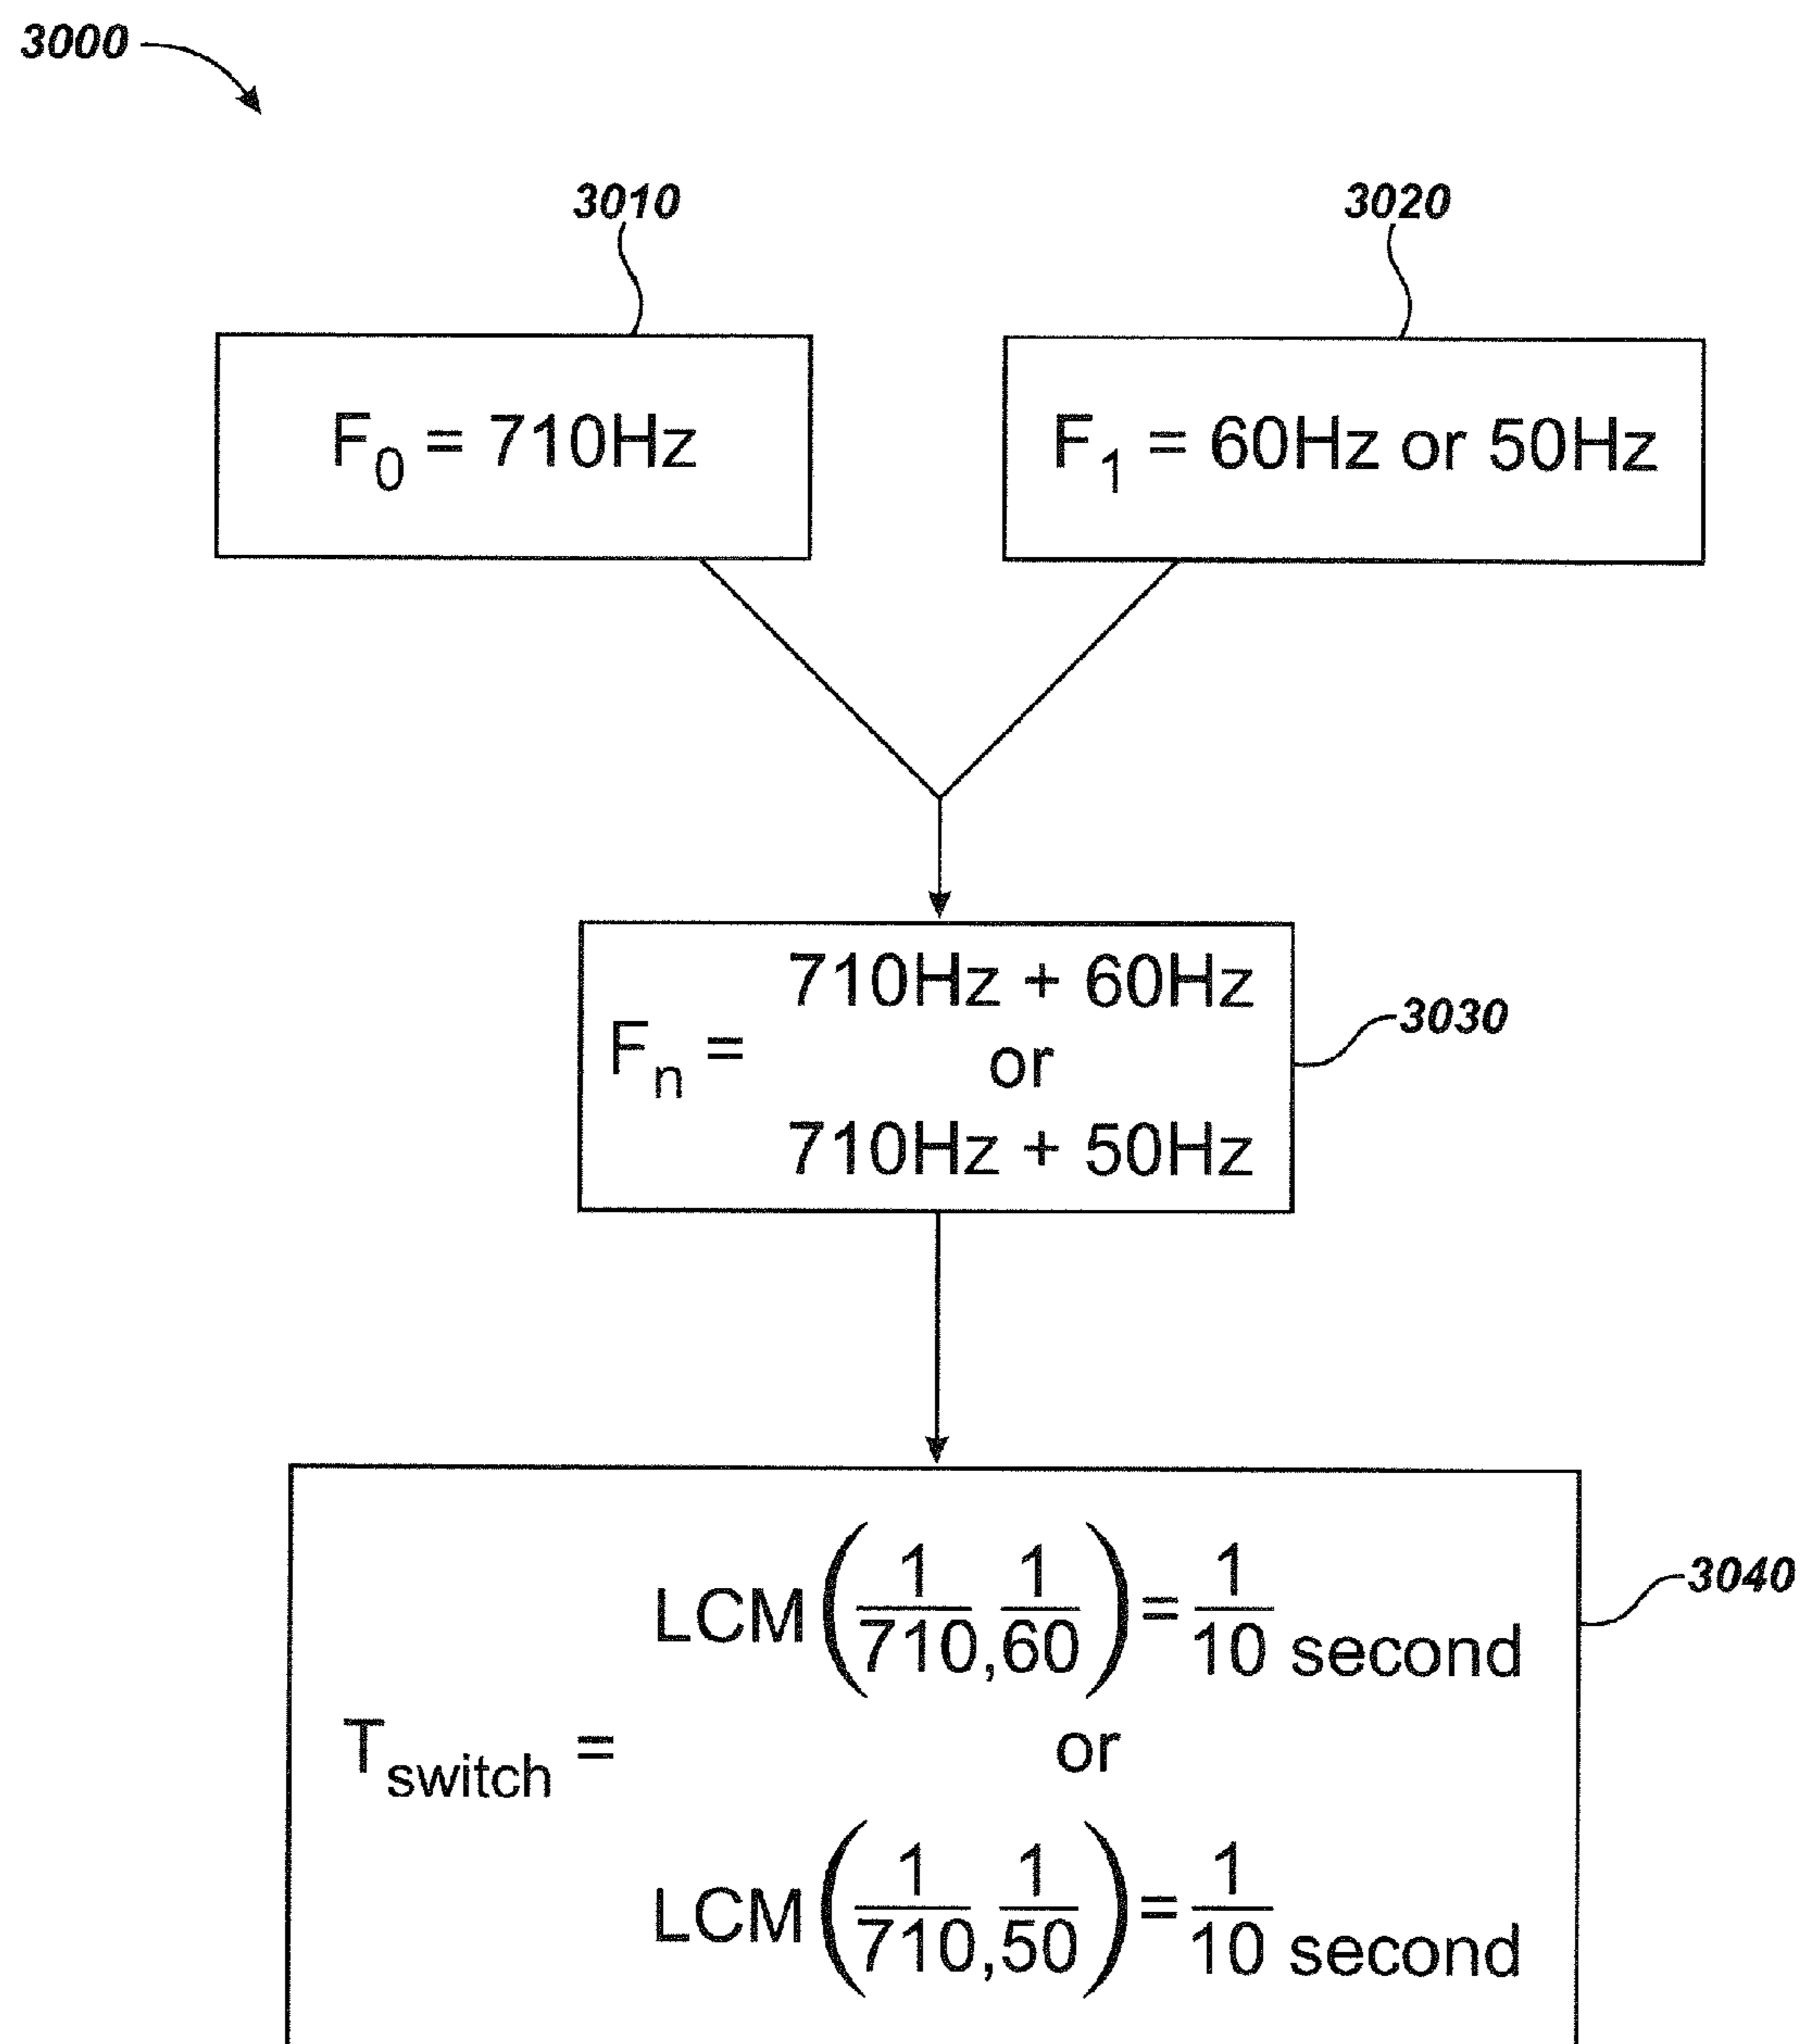 3000
3010
3020
F₀ = 710Hz
F₁ = 60Hz or 50Hz
710Hz + 60Hz
Fₙ = or
710Hz + 50Hz
3030
LCM(1/710, 1/60) = 1/10 second
T_switch = or
LCM(1/710, 1/50) = 1/10 second
3040